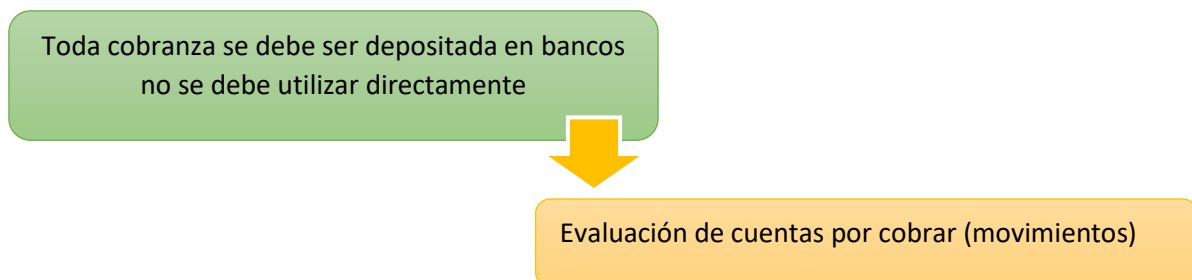 Toda cobranza se debe ser depositada en bancos
no se debe utilizar directamente
Evaluación de cuentas por cobrar (movimientos)